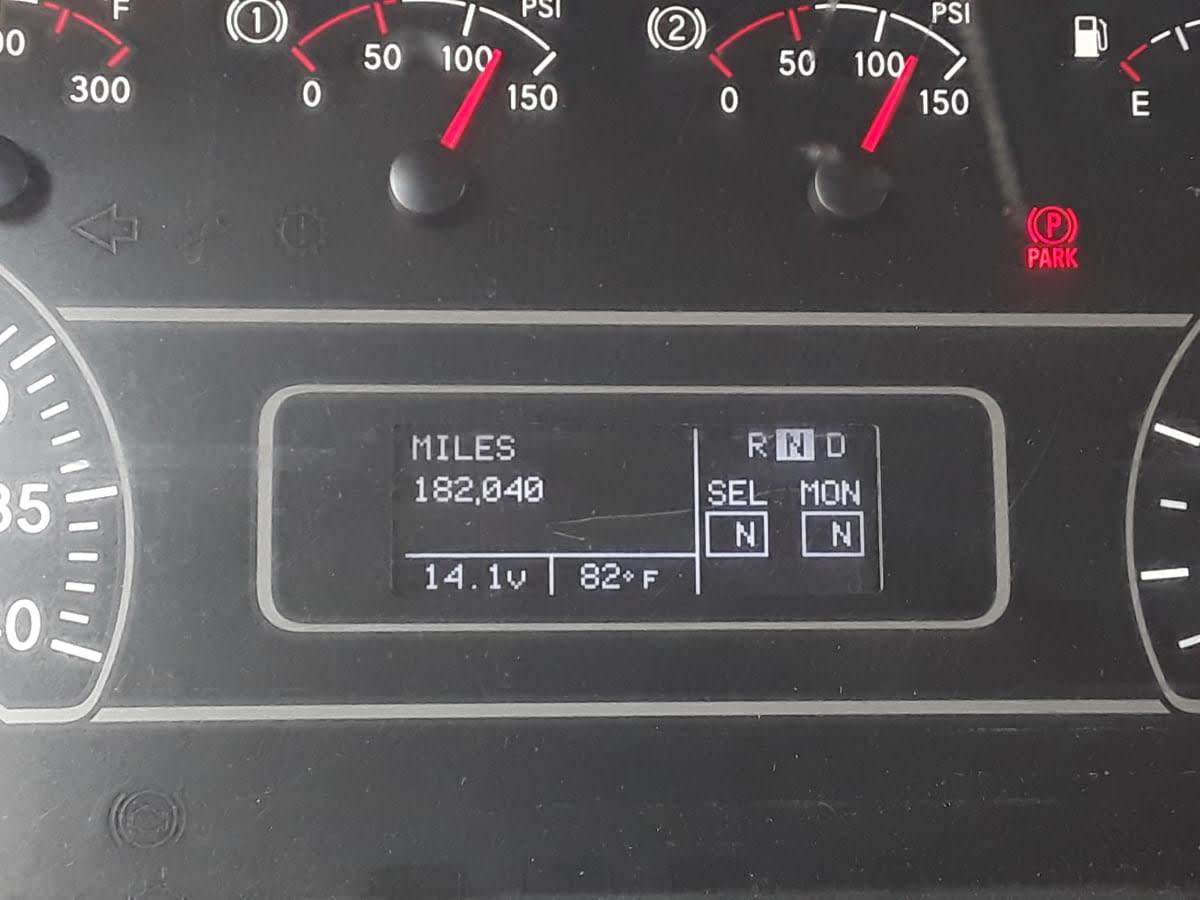 F
300
1
PSI
0
50
100
150
2
PSI
0
50
100
150
E
P
PARK
MILES
182,040
R N D
SEL MON
N N
14.1V 82°F